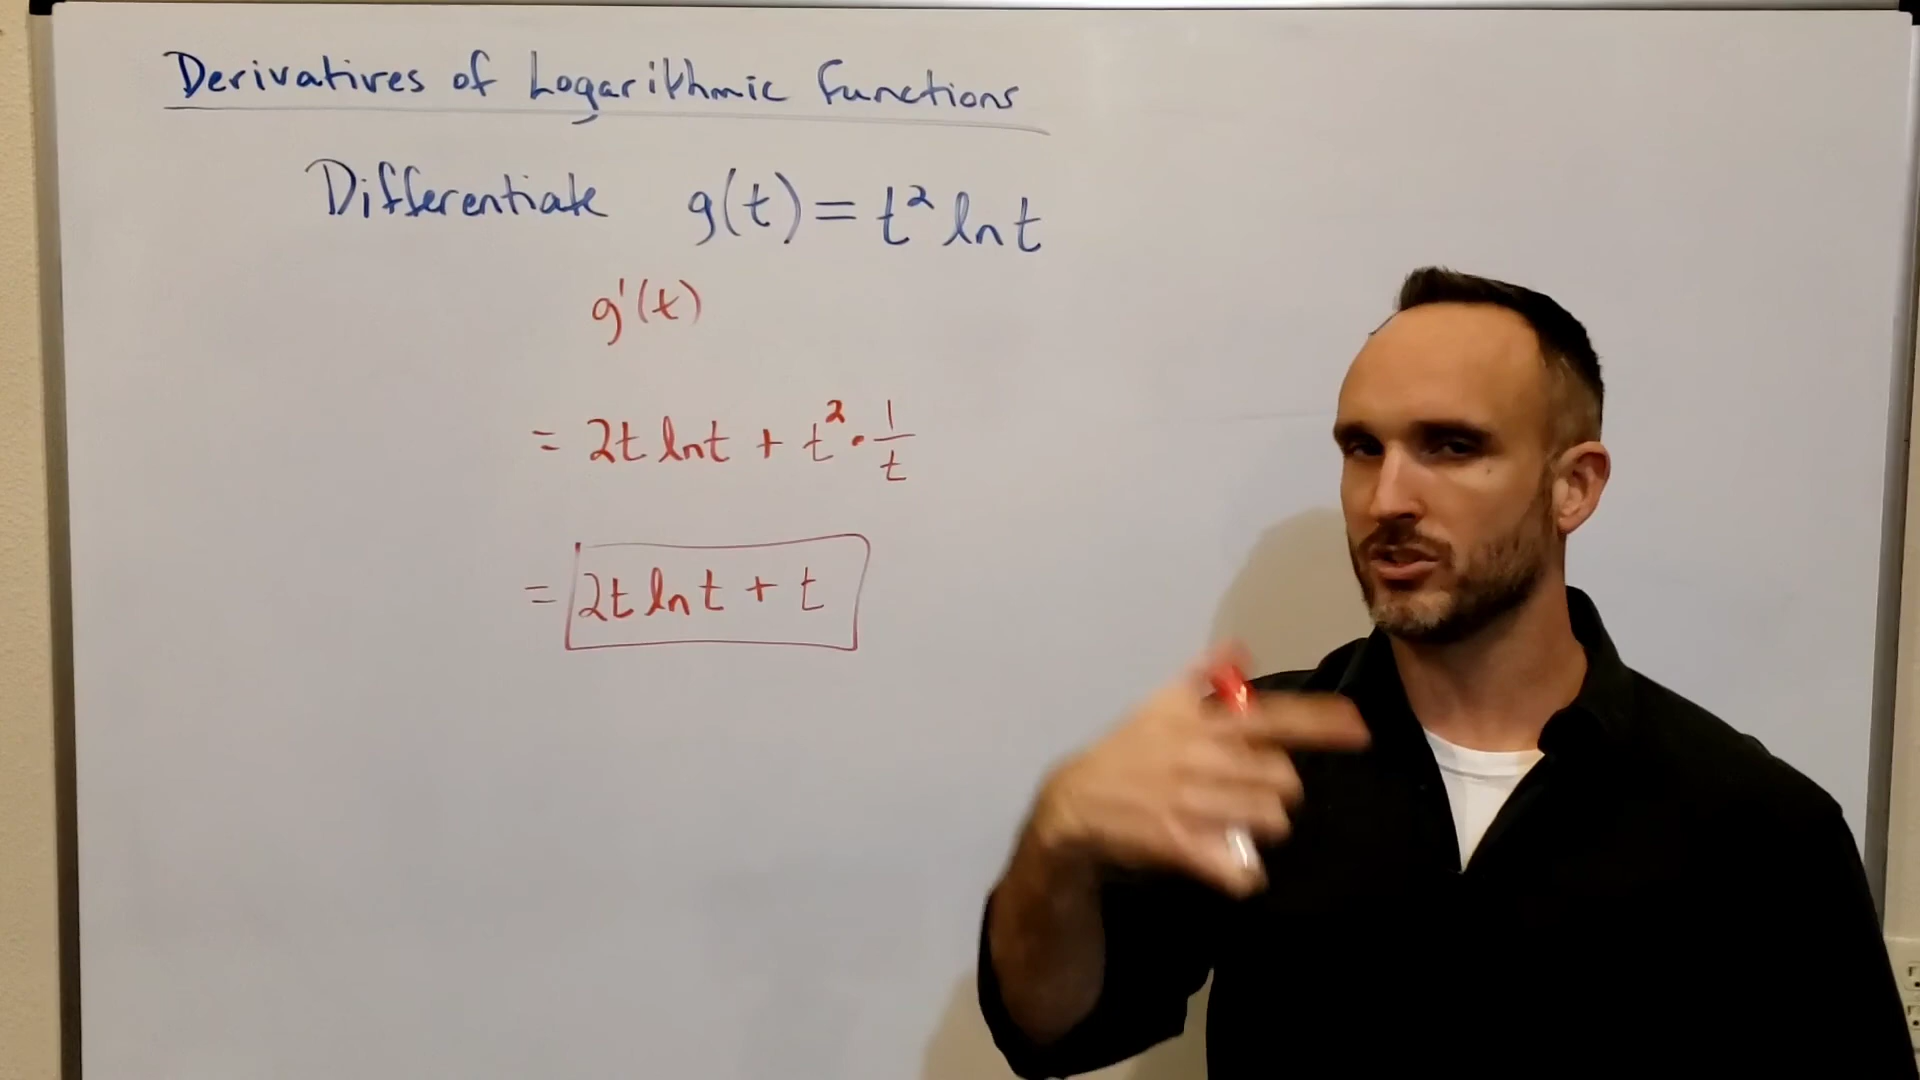 Derivatives of Logarithmic Functions
Differentiate g(t) = t² ln t
g'(t)
= 2t ln t + t² · 1/t
= 2t ln t + t